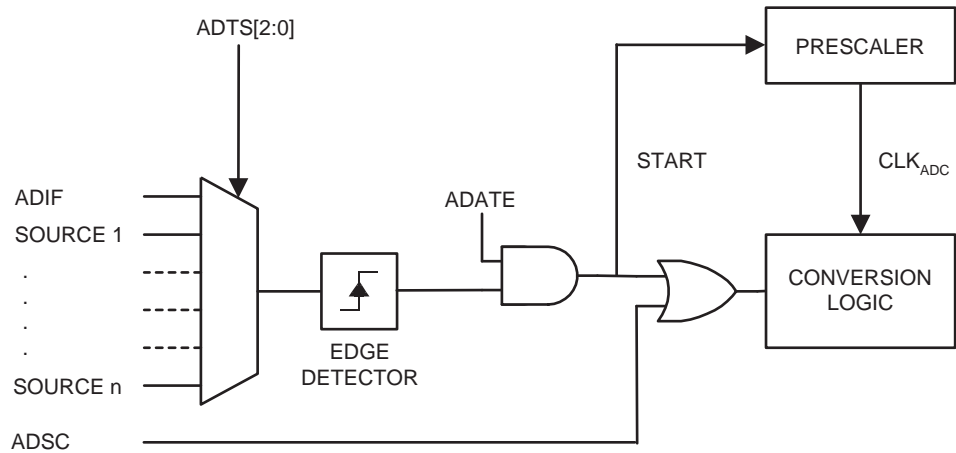 ADTS[2:0]
PRESCALER
START
CLKADC
ADIF
ADATE
SOURCE 1
.
.
.
.
CONVERSION
LOGIC
EDGE
DETECTOR
SOURCE n
ADSC